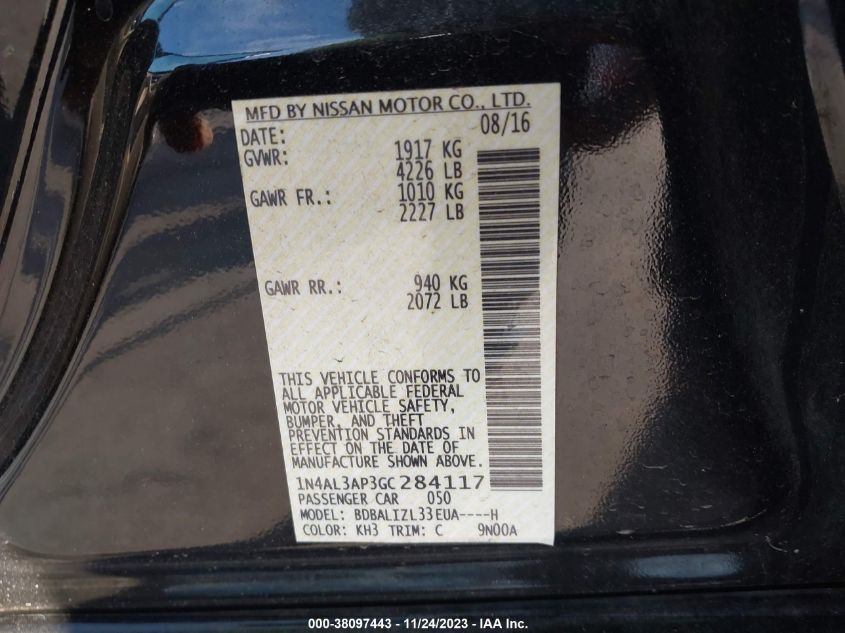 MFD BY NISSAN MOTOR CO., LTD.
DATE: 08/16
GVWR: 1917 KG
4226 LB
GAWR FR.: 1010 KG
2227 LB
GAWR RR.: 940 KG
2072 LB
THIS VEHICLE CONFORMS TO
ALL APPLICABLE FEDERAL
MOTOR VEHICLE SAFETY,
BUMPER, AND THEFT
PREVENTION STANDARDS IN
EFFECT ON THE DATE OF
MANUFACTURE SHOWN ABOVE.
1N4AL3AP3GC284117
PASSENGER CAR 050
MODEL: BDBALIZL33EUA----H
COLOR: KH3 TRIM: C 9N00A
000-38097443 - 11/24/2023 - IAA Inc.